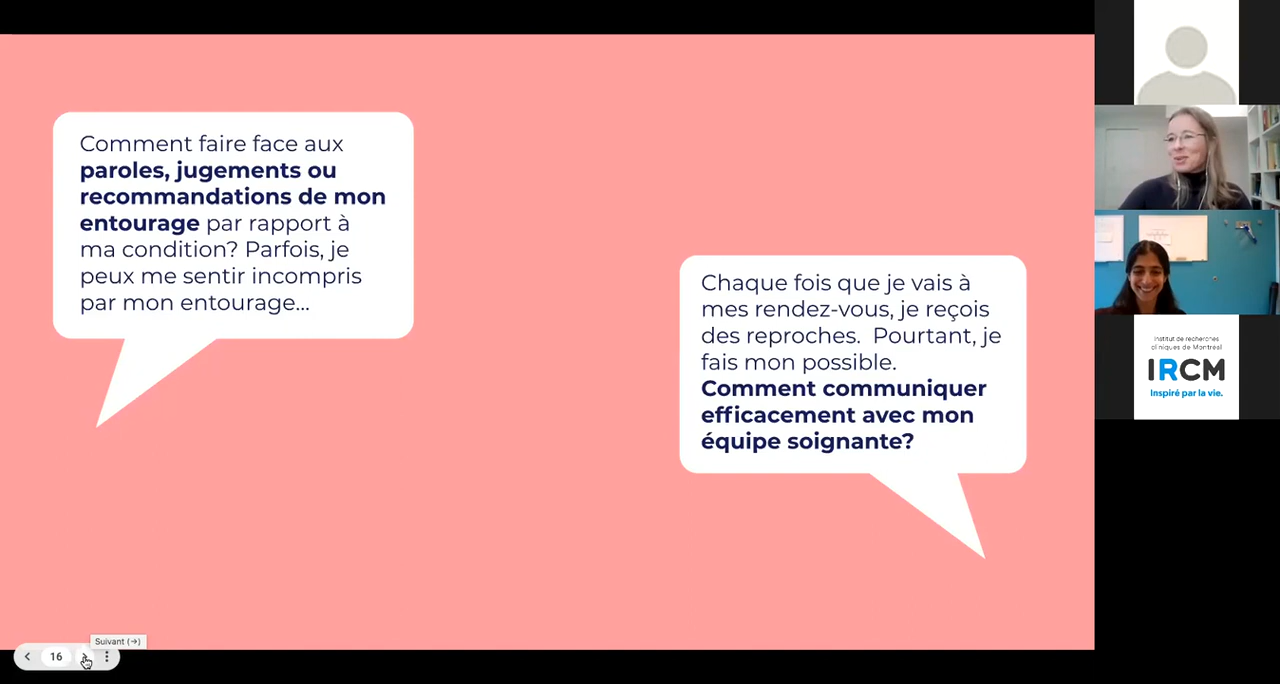 Comment faire face aux
paroles, jugements ou
recommandations de mon
entourage par rapport à
ma condition? Parfois, je
peux me sentir incompris
par mon entourage...
Chaque fois que je vais à
mes rendez-vous, je reçois
des reproches.  Pourtant, je
fais mon possible.
Comment communiquer
efficacement avec mon
équipe soignante?
Institut de recherches
cliniques de Montréal
IRCM
Inspiré par la vie.
Suivant (→)
16